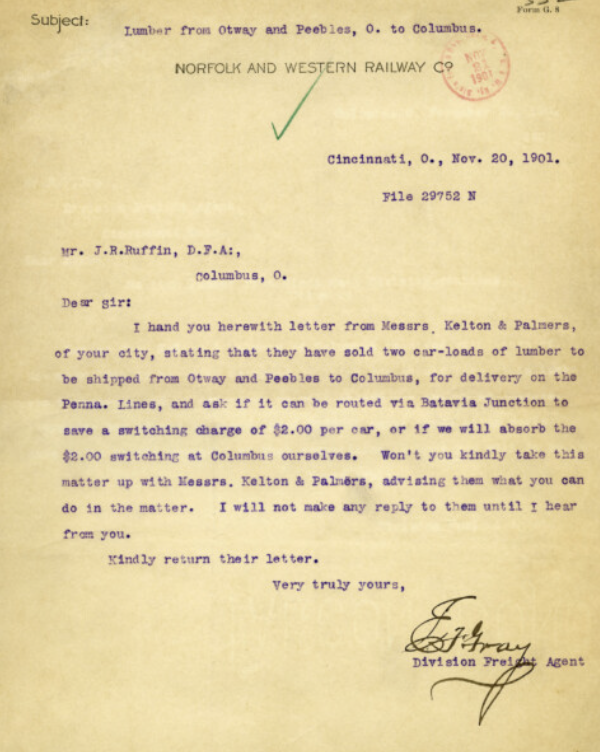 Form G. 8
Subject:
Lumber from Otway and Peebles, O. to Columbus.
NORFOLK AND WESTERN RAILWAY Cº
NOV
21
1901
Cincinnati, O., Nov. 20, 1901.
File 29752 N
Mr. J.R.Ruffin, D.F.A:,
Columbus, O.
Dear sir:
I hand you herewith letter from Messrs. Kelton & Palmers,
of your city, stating that they have sold two car-loads of lumber to
be shipped from Otway and Peebles to Columbus, for delivery on the
Penna. Lines, and ask if it can be routed via Batavia Junction to
save a switching charge of $2.00 per car, or if we will absorb the
$2.00 switching at Columbus ourselves. Won't you kindly take this
matter up with Messrs. Kelton & Palmers, advising them what you can
do in the matter. I will not make any reply to them until I hear
from you.
Kindly return their letter.
Very truly yours,
Gray
Division Freight Agent